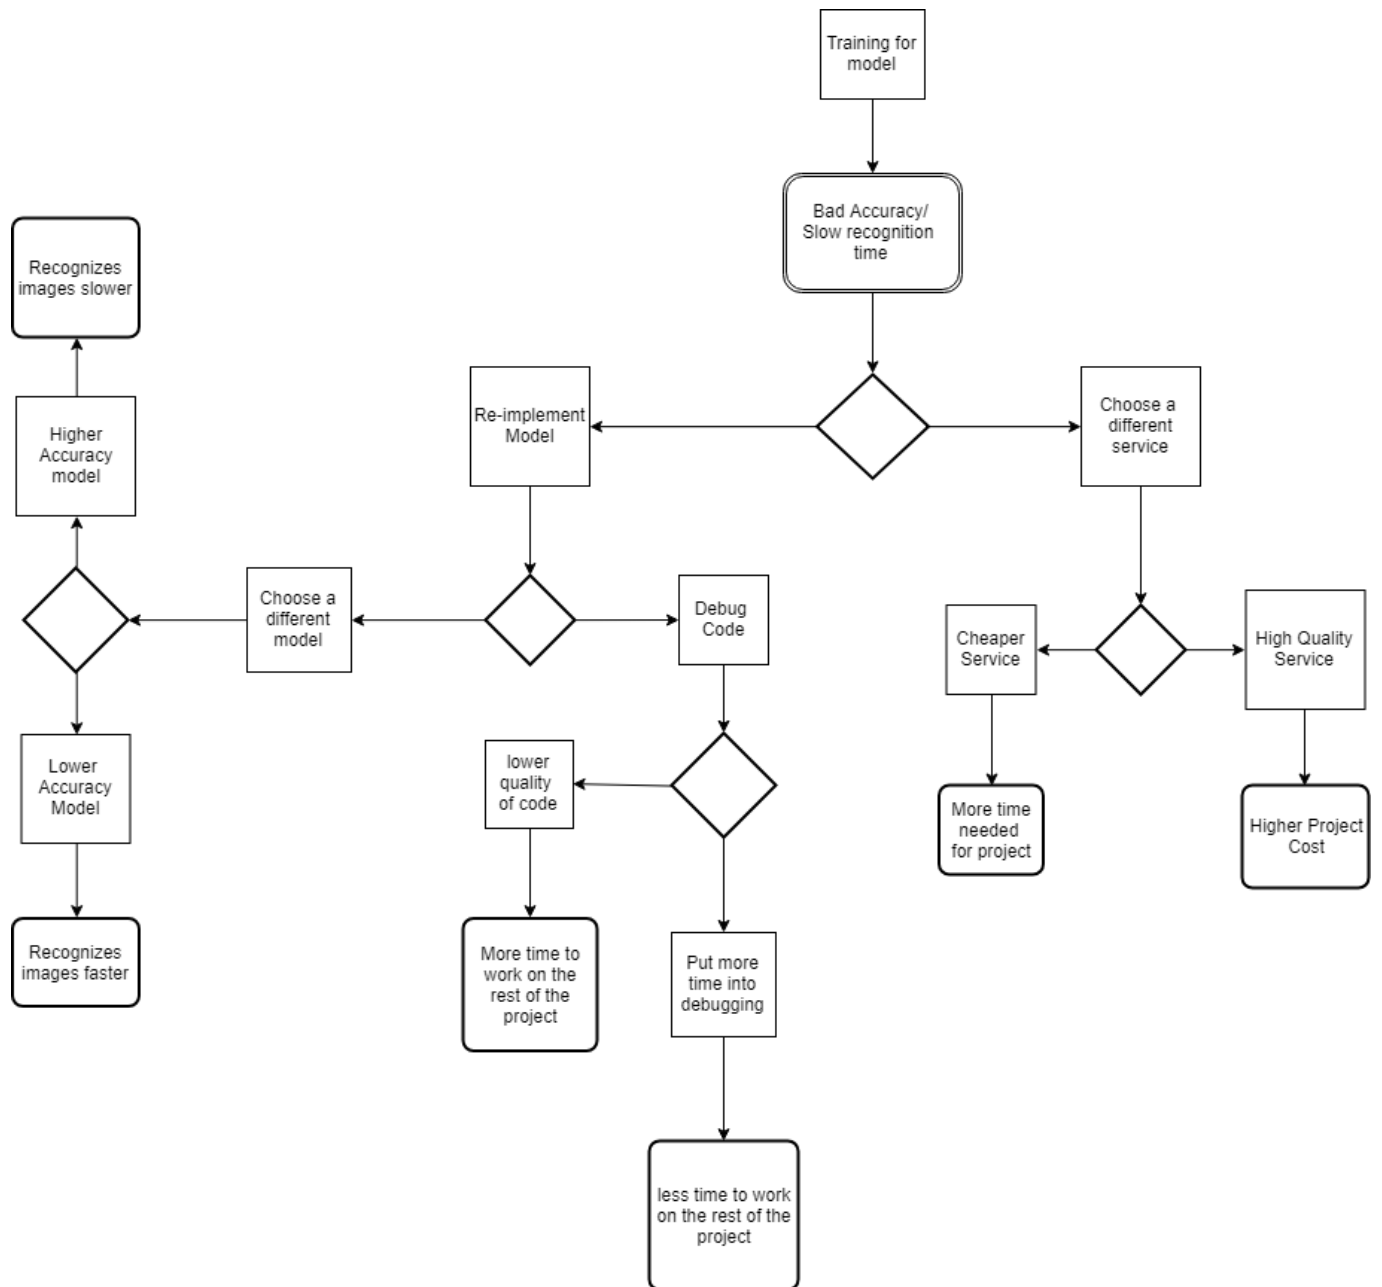 Training for
model
Bad Accuracy/
Slow recognition
time
Recognizes
images slower
Re-implement
Model
Choose a
different
service
Higher
Accuracy
model
Choose a
different
model
Debug
Code
Cheaper
Service
High Quality
Service
Lower
Accuracy
Model
lower
quality
of code
More time
needed
for project
Higher Project
Cost
Recognizes
images faster
More time to
work on the
rest of the
project
Put more
time into
debugging
less time to work
on the rest of the
project